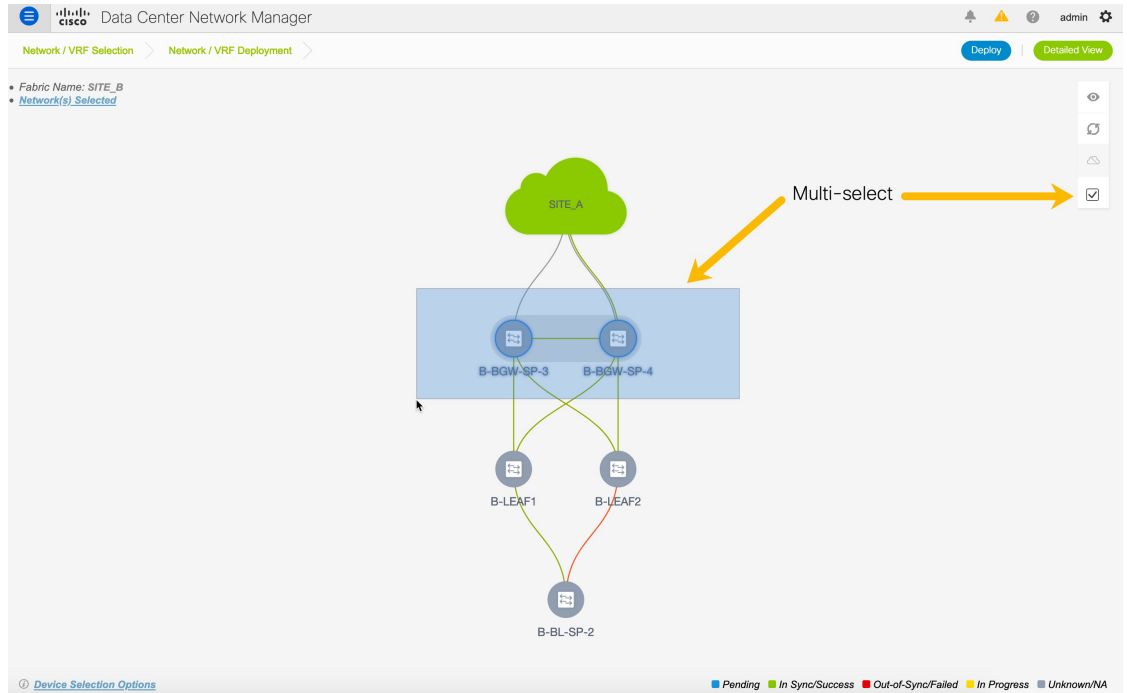 cisco Data Center Network Manager
admin
Network / VRF Selection
Network / VRF Deployment
Deploy
Detailed View
Fabric Name: SITE_B
Network(s) Selected
Multi-select
SITE_A
B-BGW-SP-3
B-BGW-SP-4
B-LEAF1
B-LEAF2
B-BL-SP-2
Device Selection Options
Pending
In Sync/Success
Out-of-Sync/Failed
In Progress
Unknown/NA